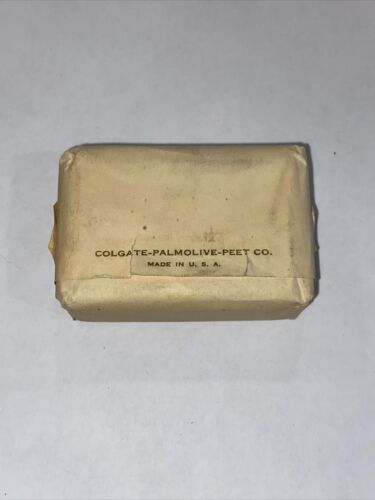 COLGATE-PALMOLIVE-PEET CO.
MADE IN U. S. A.